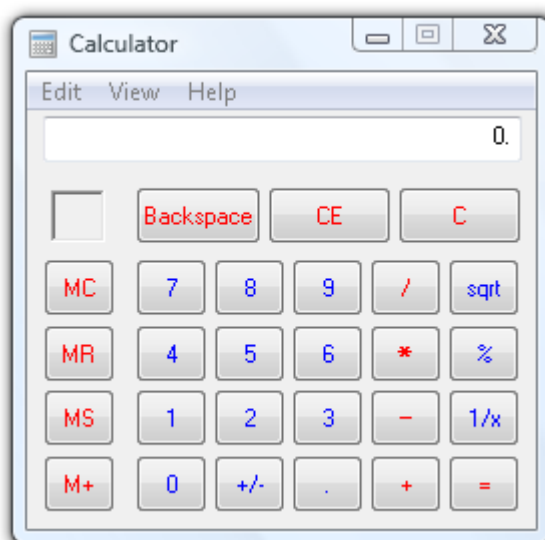 Calculator
Edit View Help
0.
Backspace CE C
MC 7 8 9 / sqrt
MR 4 5 6 * %
MS 1 2 3 - 1/x
M+ 0 +/- . + =